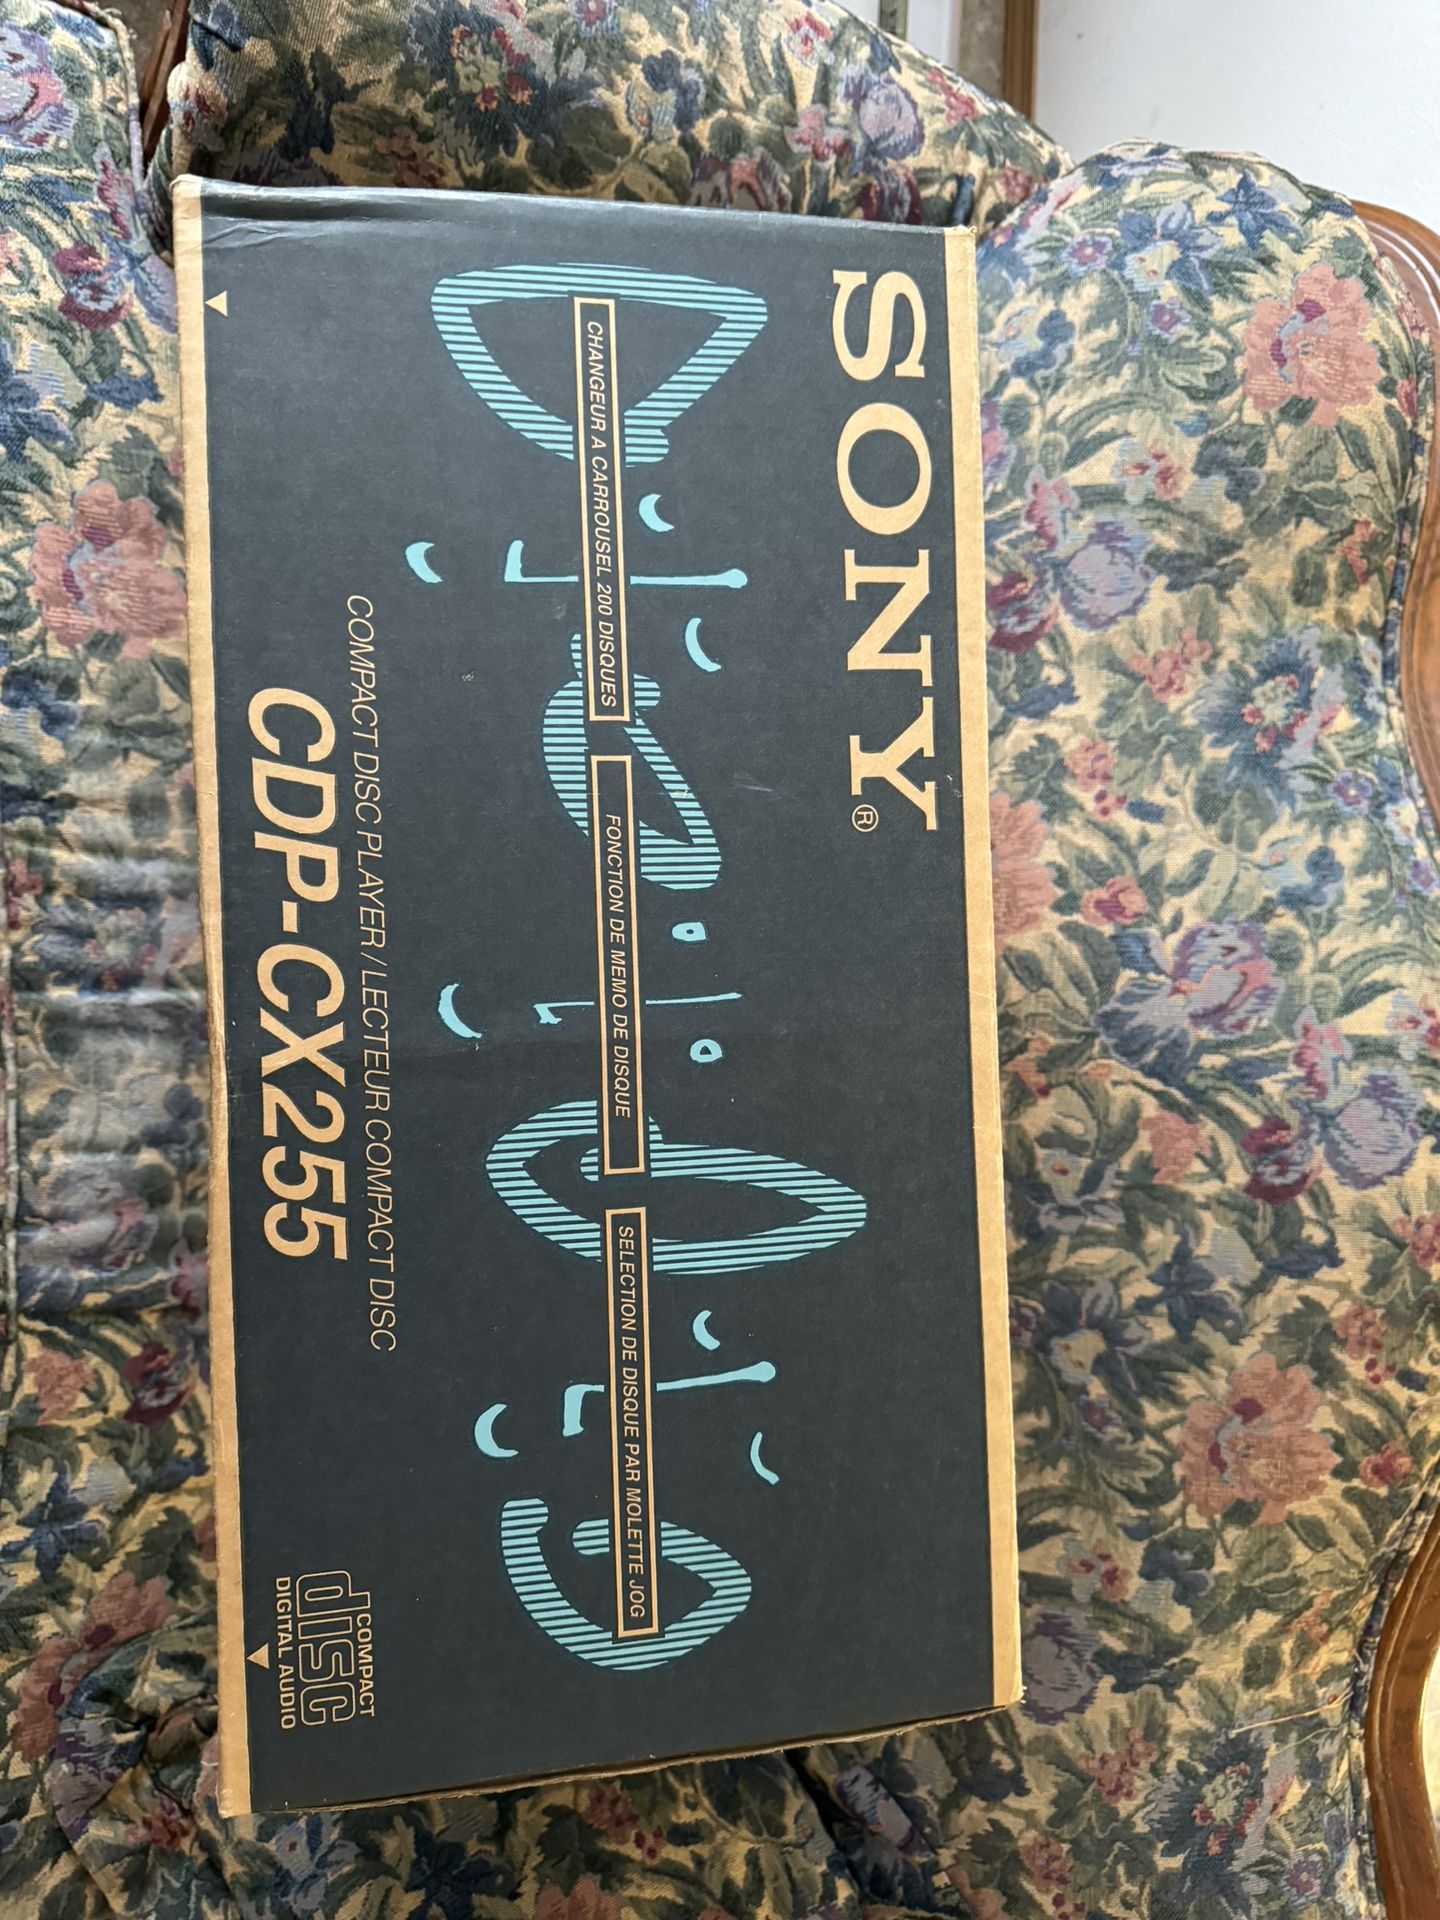 SONY®
CHANGEUR A CARROUSEL 200 DISQUES
FONCTION DE MEMO DE DISQUE
SELECTION DE DISQUE PAR MOLETTE JOG
COMPACT DISC PLAYER / LECTEUR COMPACT DISC
CDP-CX255
COMPACT
disc
DIGITAL AUDIO